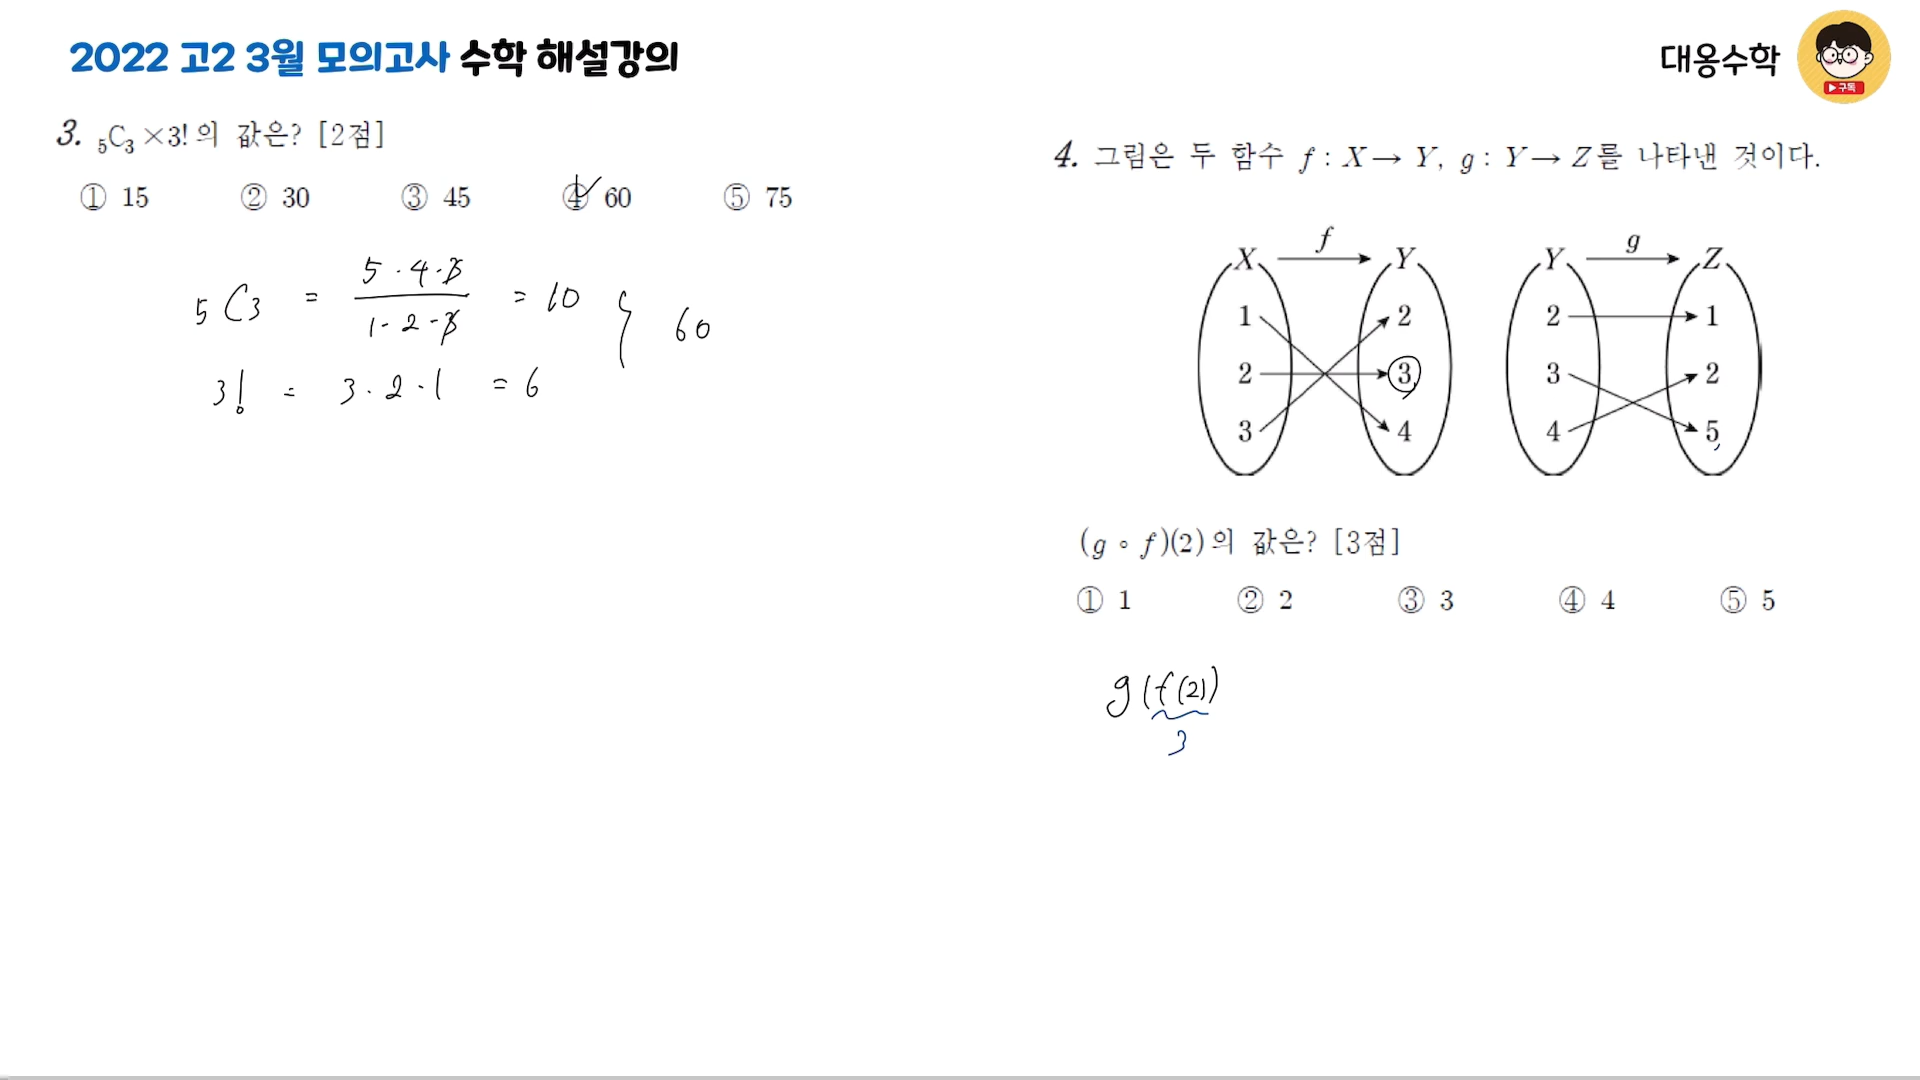 2022 고2 3월 모의고사 수학 해설강의
대웅수학
구독
3. ₅C₃×3!의 값은? [2점]
① 15 ② 30 ③ 45 ④ 60 ⑤ 75
5C3 = 5·4·3 / 1·2·3 = 10
60
3! = 3·2·1 = 6
4. 그림은 두 함수 f : X→Y, g : Y→Z를 나타낸 것이다.
X f Y Y g Z
1 2 2 1
2 3 3 2
3 4 4 5
(g∘f)(2)의 값은? [3점]
① 1 ② 2 ③ 3 ④ 4 ⑤ 5
g(f(2))
3